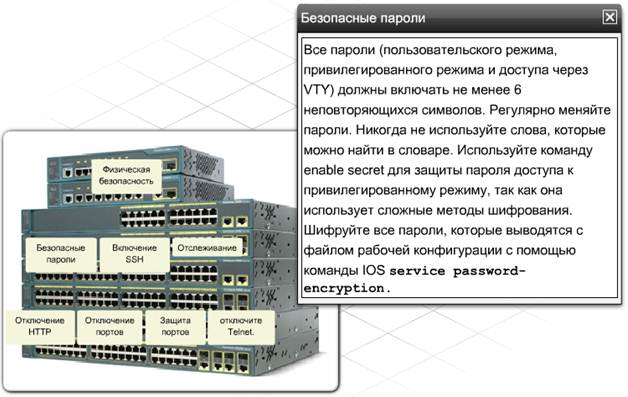 Безопасные пароли
Все пароли (пользовательского режима,
привилегированного режима и доступа через
VTY) должны включать не менее 6
неповторяющихся символов. Регулярно меняйте
пароли. Никогда не используйте слова, которые
можно найти в словаре. Используйте команду
enable secret для защиты пароля доступа к
привилегированному режиму, так как она
использует сложные методы шифрования.
Шифруйте все пароли, которые выводятся с
файлом рабочей конфигурации с помощью
команды IOS service password-
encryption.
Физическая
безопасность
Безопасные
пароли
Включение
SSH
Отслеживание
Отключение
HTTP
Отключение
портов
Защита
портов
отключите
Telnet.